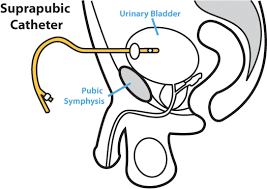 Suprapubic
Catheter
Urinary Bladder
Pubic
Symphysis